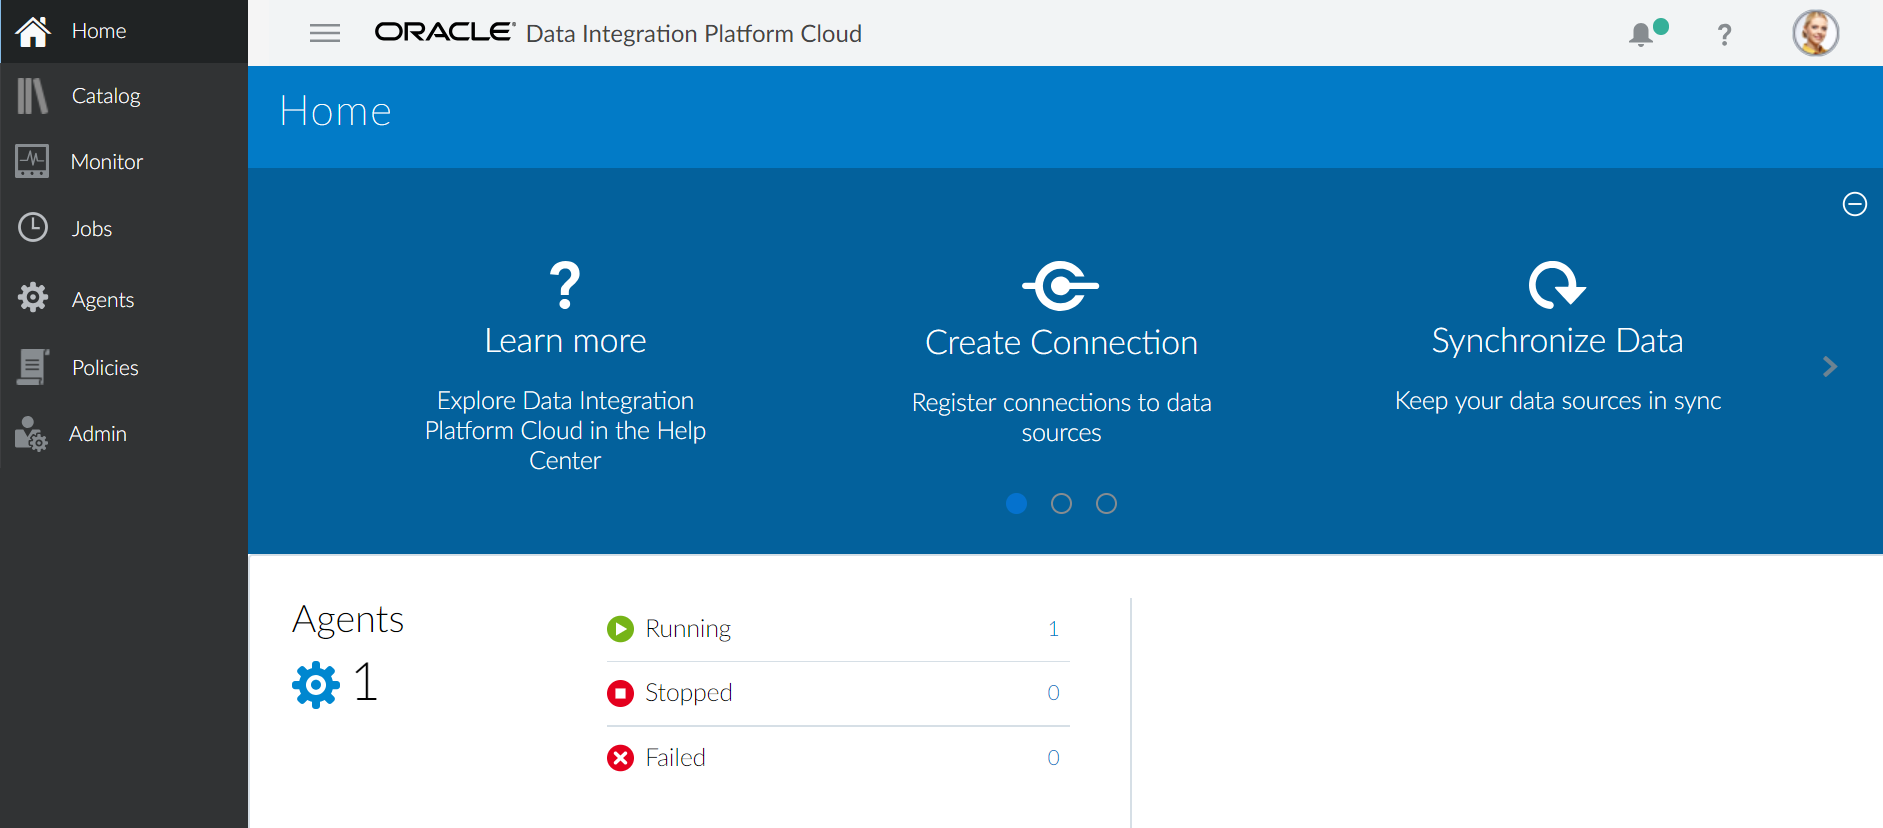 Home
Catalog
Monitor
Jobs
Agents
Policies
Admin
ORACLE® Data Integration Platform Cloud
?
Home
?
Learn more
Explore Data Integration
Platform Cloud in the Help
Center
Create Connection
Register connections to data
sources
Synchronize Data
Keep your data sources in sync
Agents
1
Running 1
Stopped 0
Failed 0